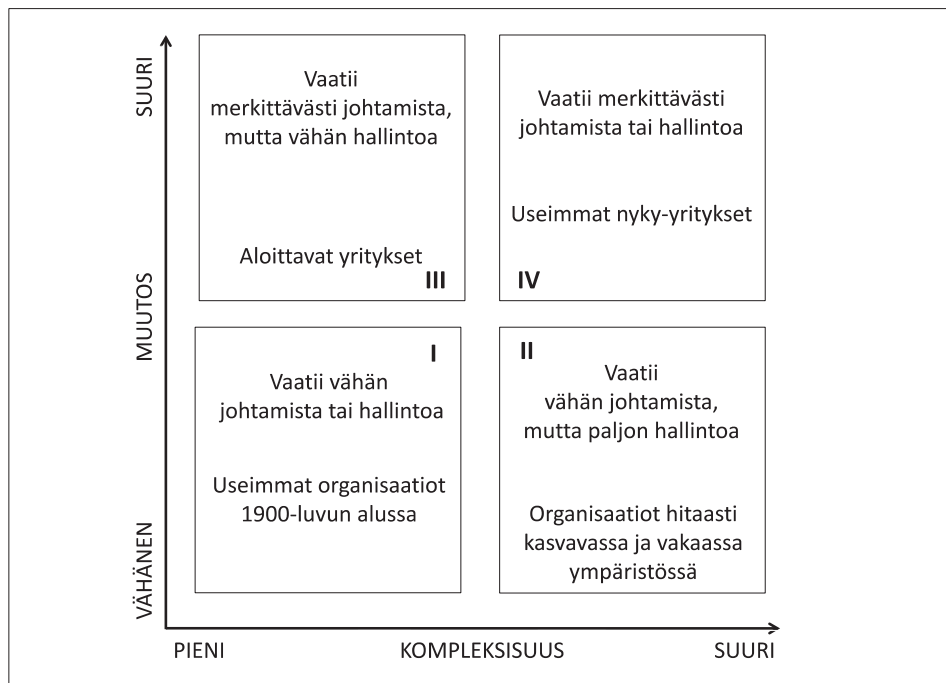 SUURI
MUUTOS
VÄHÄNEN
Vaatii
merkittävästi johtamista,
mutta vähän hallintoa
Aloittavat yritykset
III
Vaatii merkittävästi
johtamista tai hallintoa
Useimmat nyky-yritykset
IV
I
Vaatii vähän
johtamista tai hallintoa
Useimmat organisaatiot
1900-luvun alussa
II
Vaatii
vähän johtamista,
mutta paljon hallintoa
Organisaatiot hitaasti
kasvavassa ja vakaassa
ympäristössä
PIENI
KOMPLEKSISUUS
SUURI